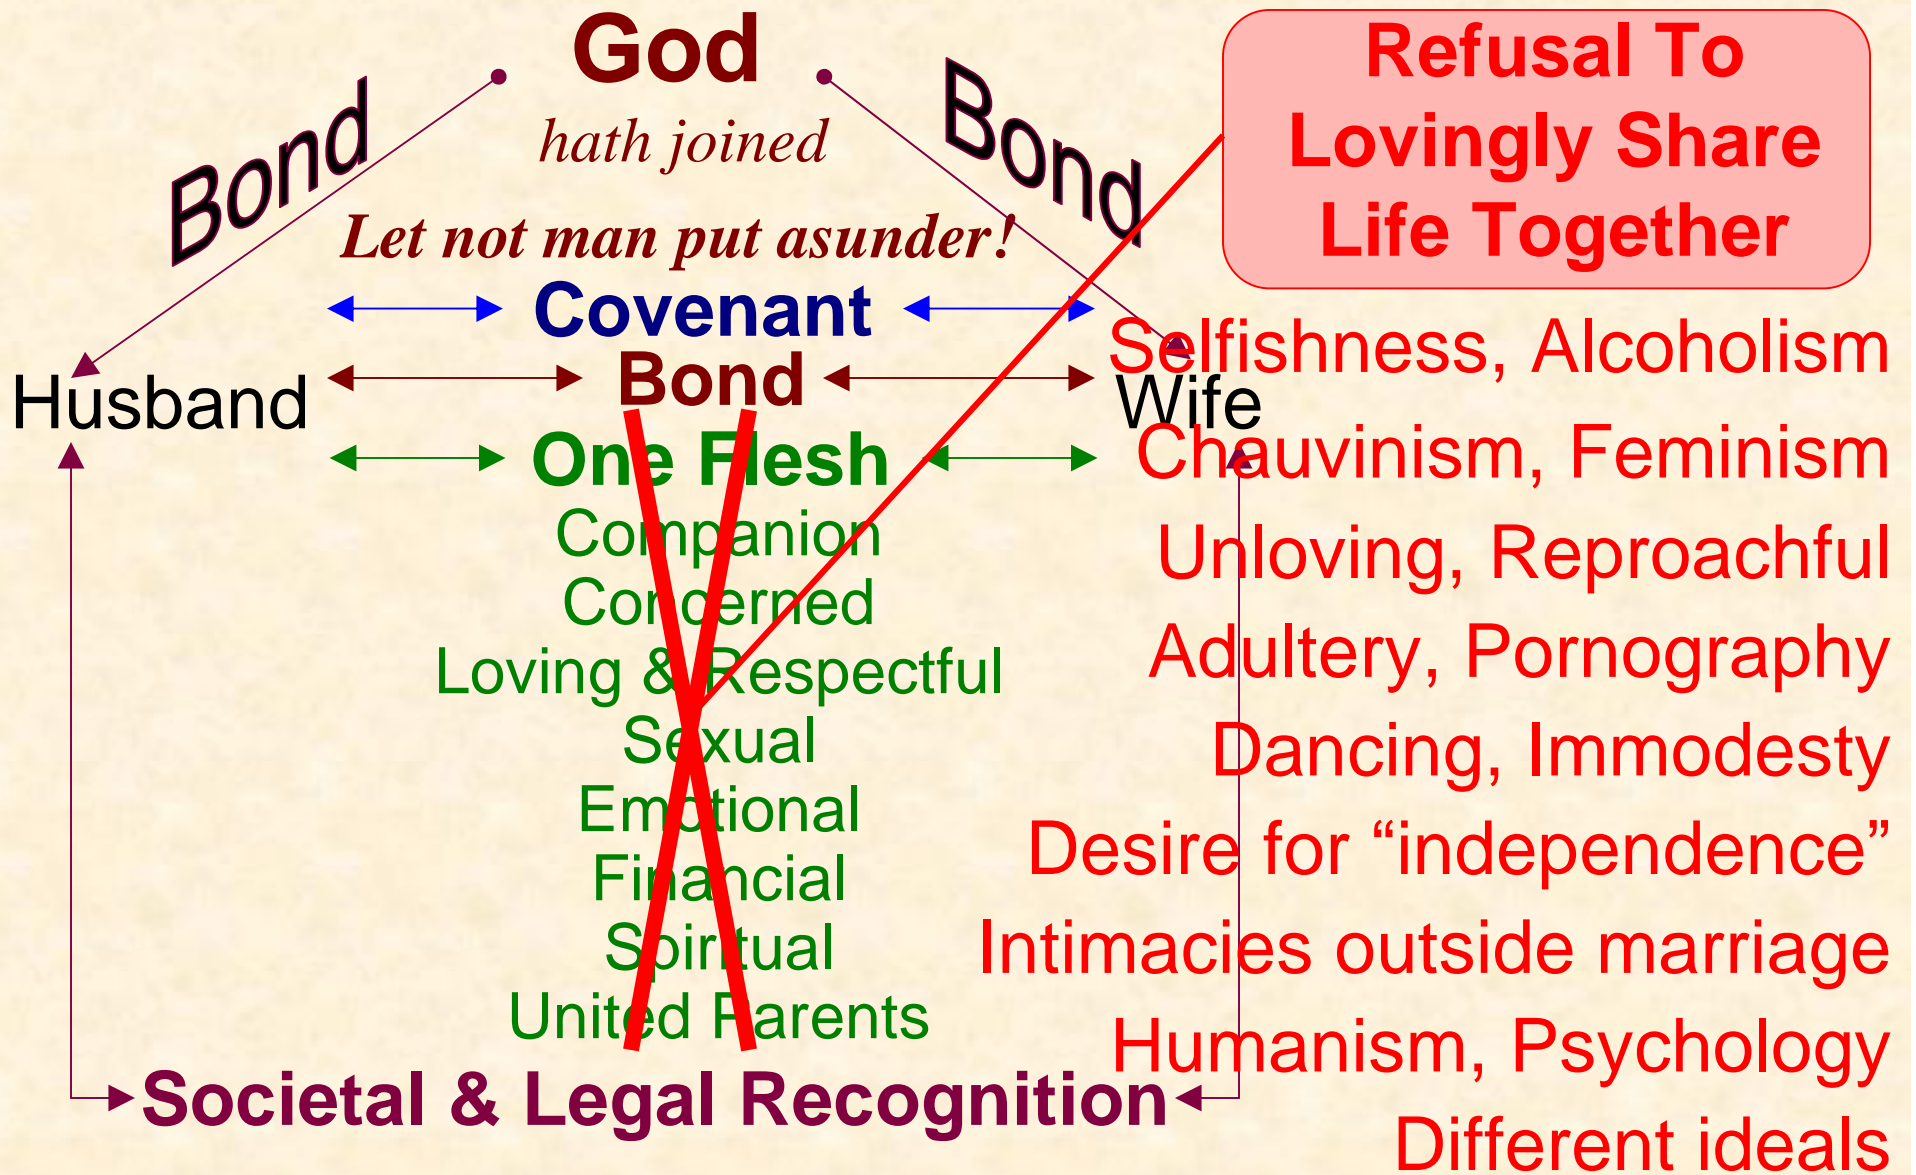 God
hath joined
Let not man put asunder!
Bond
Bond
Covenant
Bond
Husband
Wife
One Flesh
Companion
Concerned
Loving & Respectful
Sexual
Emotional
Financial
Spiritual
United Parents
Societal & Legal Recognition
Refusal To
Lovingly Share
Life Together
Selfishness, Alcoholism
Chauvinism, Feminism
Unloving, Reproachful
Adultery, Pornography
Dancing, Immodesty
Desire for “independence”
Intimacies outside marriage
Humanism, Psychology
Different ideals